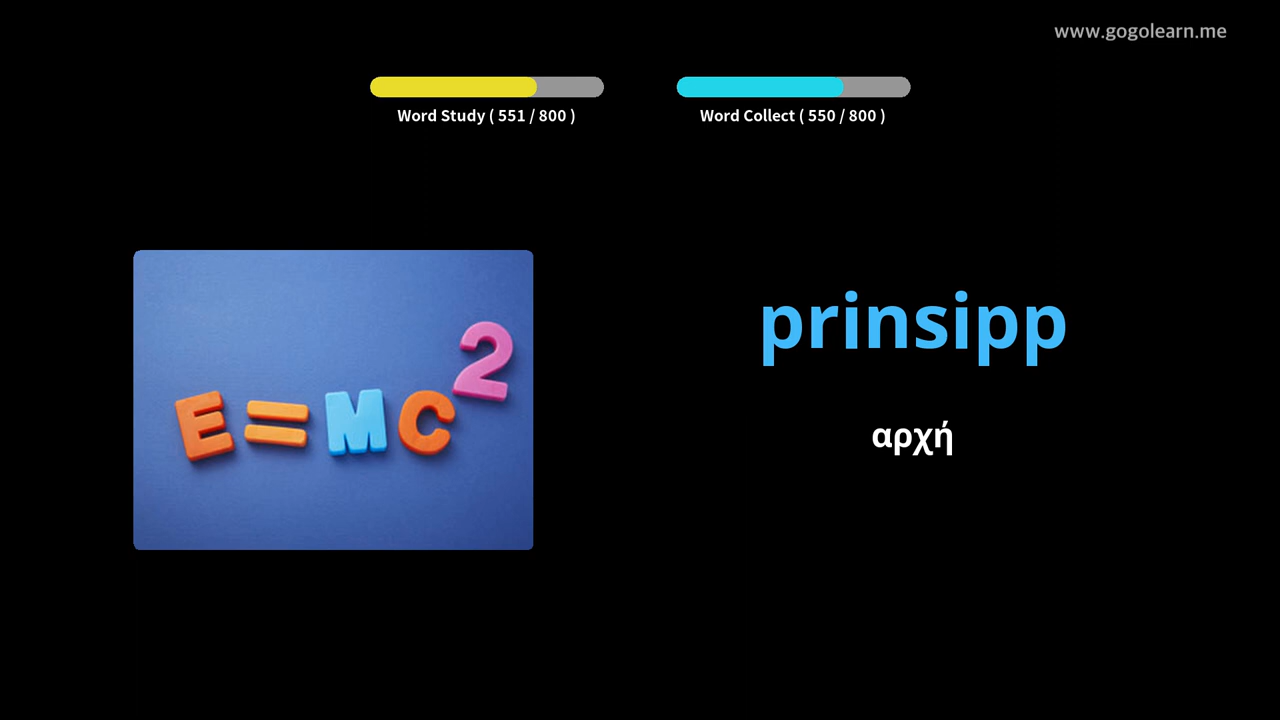 www.gogolearn.me
Word Study ( 551 / 800 )
Word Collect ( 550 / 800 )
E=MC²
prinsipp
αρχή